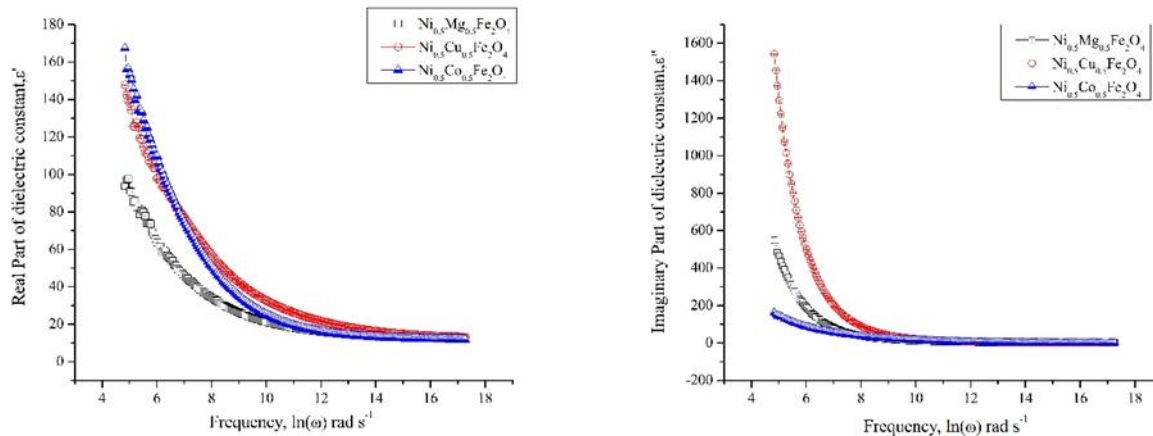 180
160
140
120
100
80
60
40
20
0
Real Part of dielectric constant,ε'
4 6 8 10 12 14 16 18
Frequency, ln(ω) rad s⁻¹
Ni₀.₅Mg₀.₅Fe₂O₄
Ni₀.₅Cu₀.₅Fe₂O₄
Ni₀.₅Co₀.₅Fe₂O₄
1600
1400
1200
1000
800
600
400
200
0
-200
Imaginary Part of dielectric constant,ε"
4 6 8 10 12 14 16 18
Frequency, ln(ω) rad s⁻¹
Ni₀.₅Mg₀.₅Fe₂O₄
Ni₀.₅Cu₀.₅Fe₂O₄
Ni₀.₅Co₀.₅Fe₂O₄